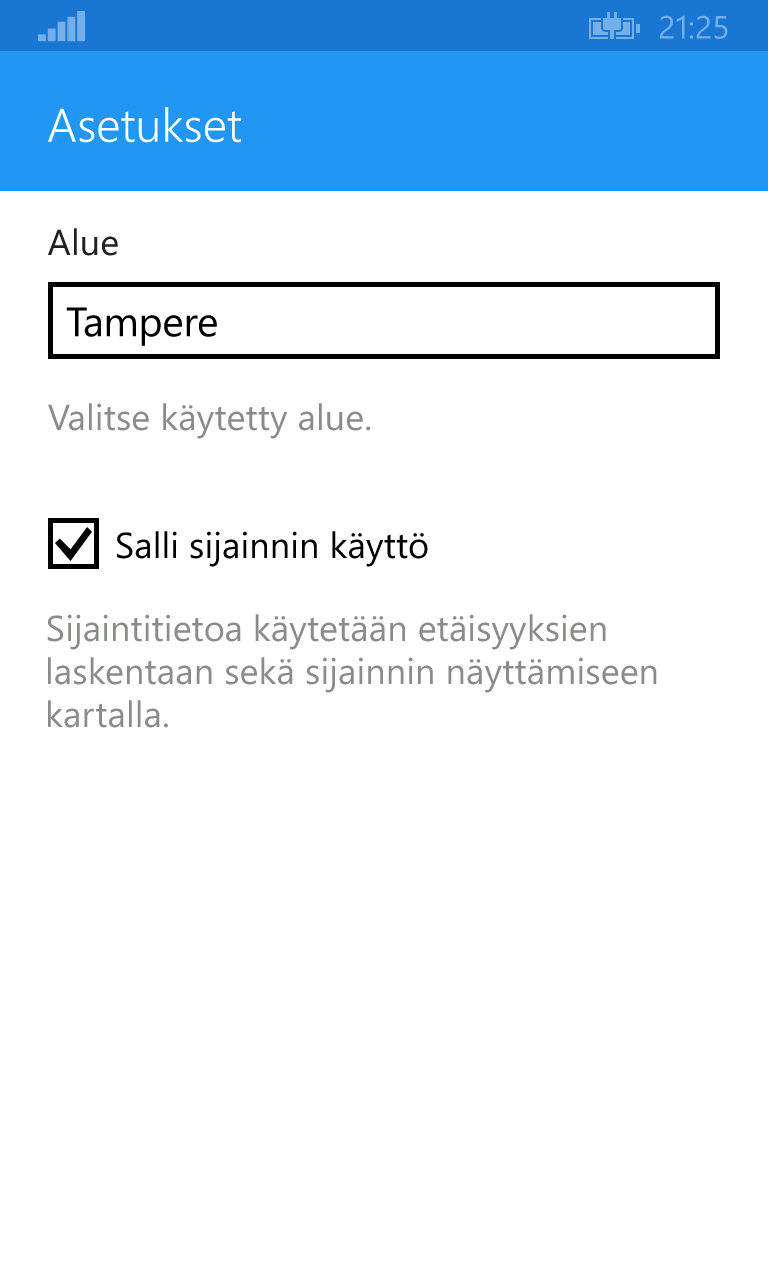 21:25
Asetukset
Alue
Tampere
Valitse käytetty alue.
Salli sijainnin käyttö
Sijaintitietoa käytetään etäisyyksien
laskentaan sekä sijainnin näyttämiseen
kartalla.